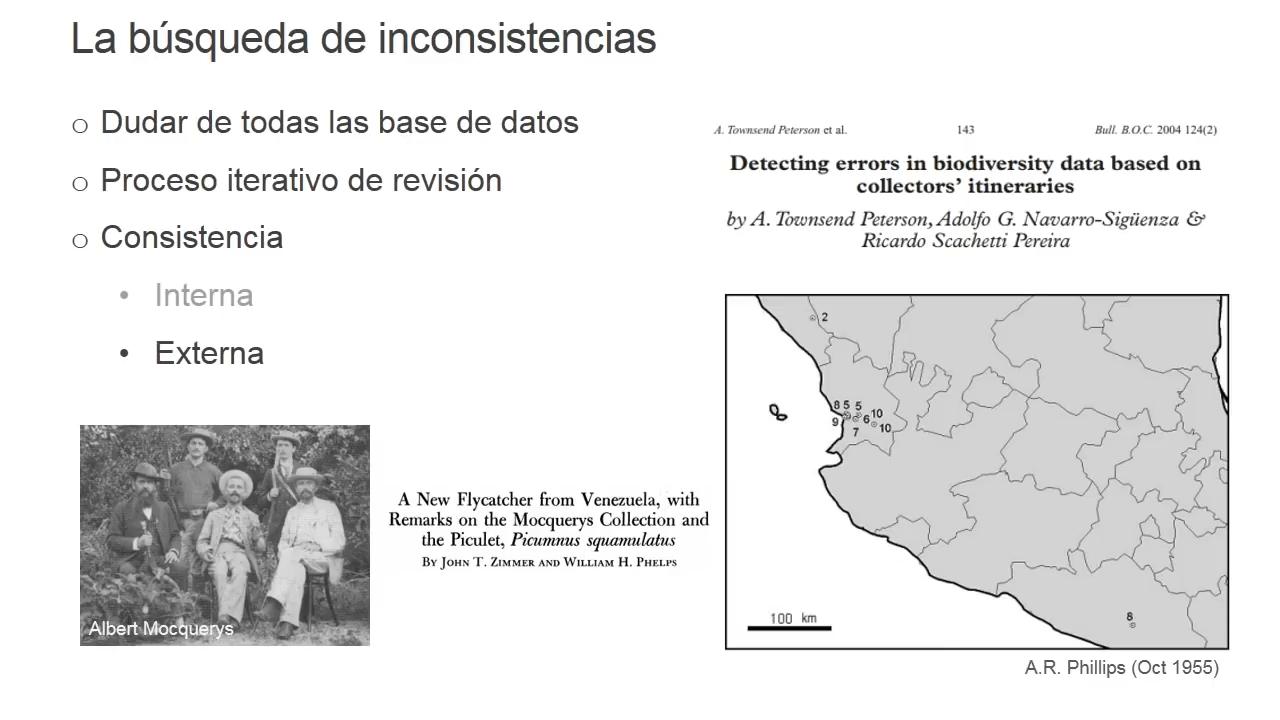 La búsqueda de inconsistencias
o Dudar de todas las base de datos
o Proceso iterativo de revisión
o Consistencia
• Interna
• Externa
Albert Mocquerys
A New Flycatcher from Venezuela, with
Remarks on the Mocquerys Collection and
the Piculet, Picumnus squamulatus
By John T. Zimmer and William H. Phelps
A. Townsend Peterson et al. 143 Bull. B.O.C. 2004 124(2)
Detecting errors in biodiversity data based on
collectors' itineraries
by A. Townsend Peterson, Adolfo G. Navarro-Sigüenza &
Ricardo Scachetti Pereira
2
8 5 5
10
6
9
7
10
8
100 km
A.R. Phillips (Oct 1955)